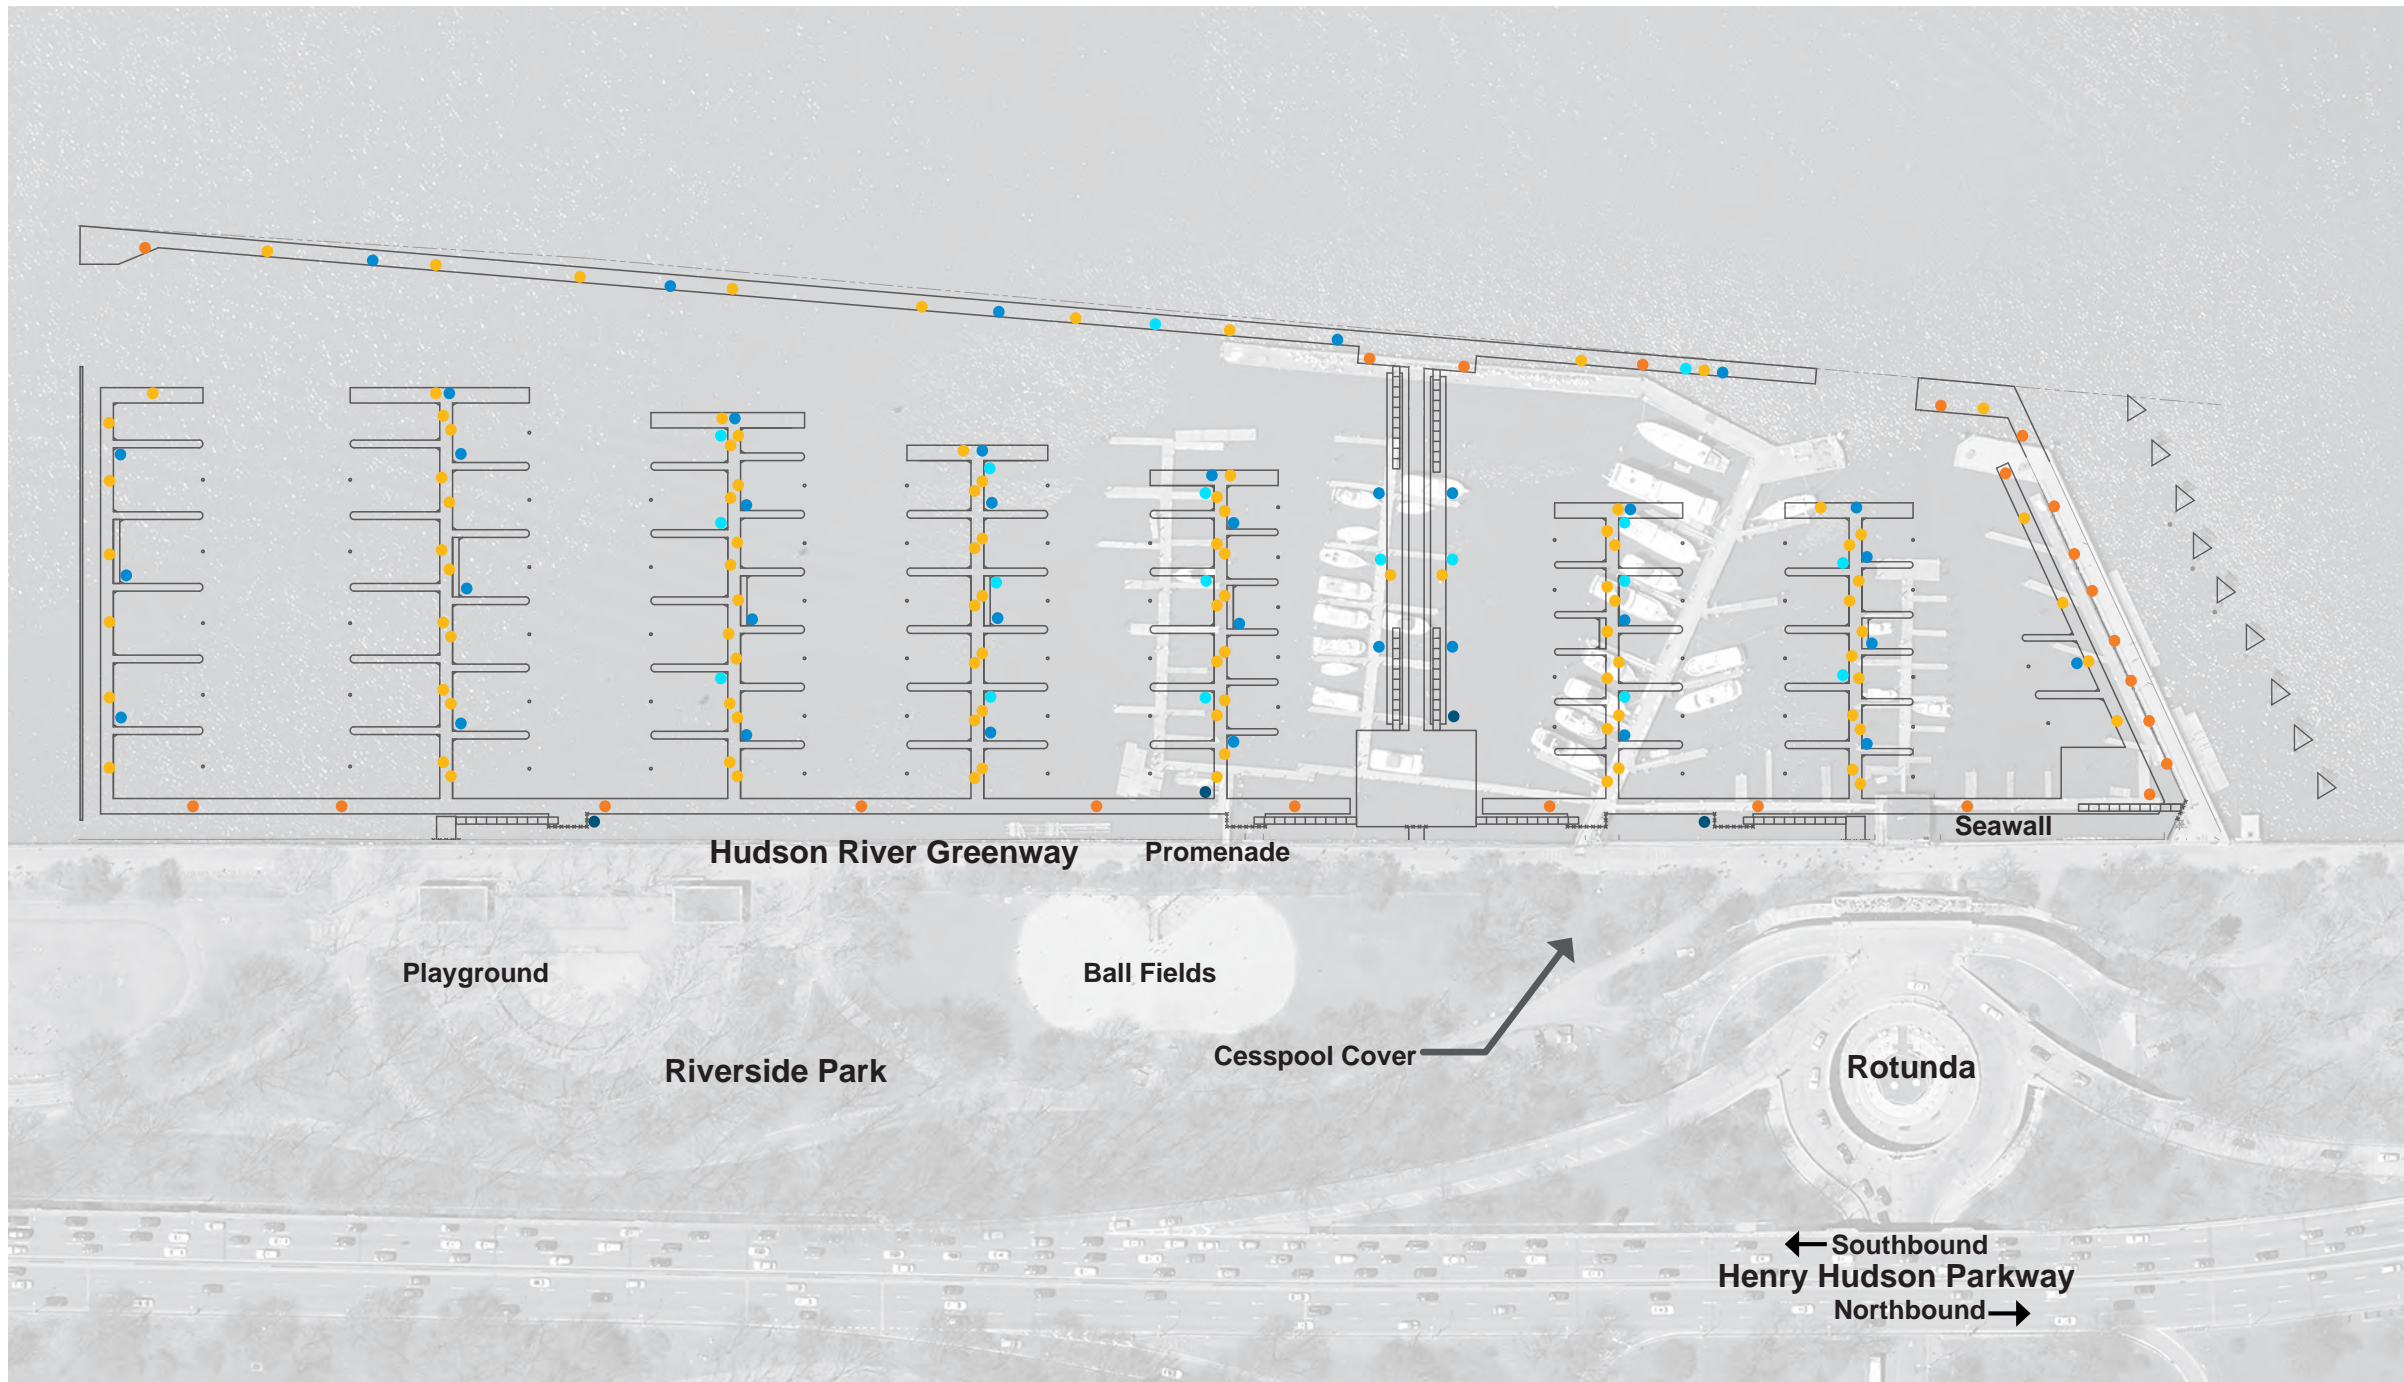 Seawall
Hudson River Greenway
Promenade
Playground
Ball Fields
Cesspool Cover
Riverside Park
Rotunda
Southbound
Henry Hudson Parkway
Northbound